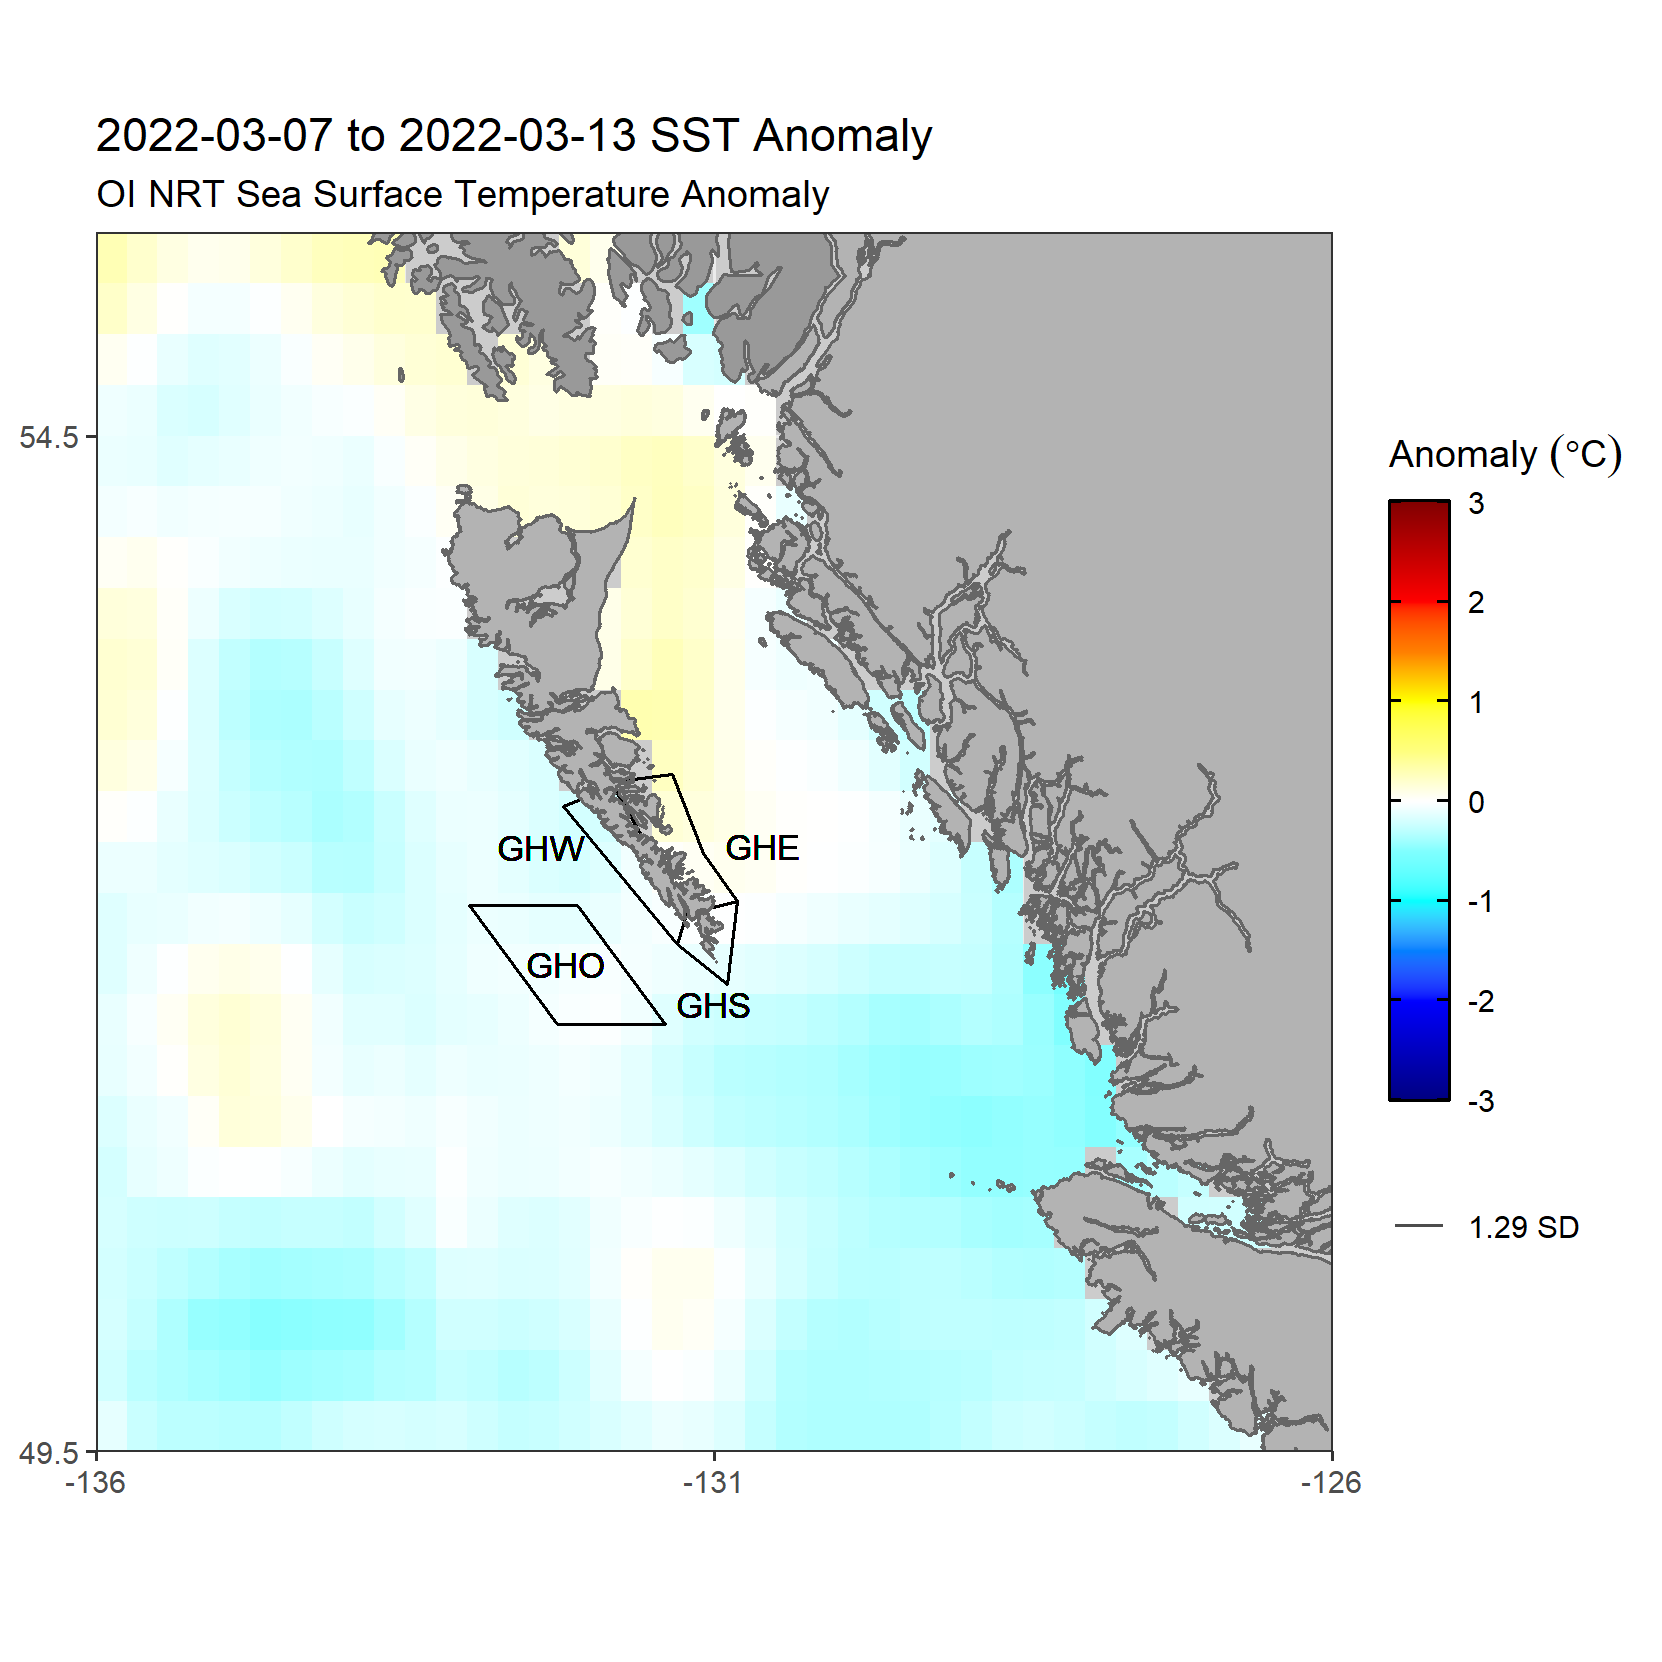 2022-03-07 to 2022-03-13 SST Anomaly
OI NRT Sea Surface Temperature Anomaly
54.5
49.5
-136
-131
-126
GHW
GHE
GHO
GHS
Anomaly (°C)
3
2
1
0
-1
-2
-3
1.29 SD